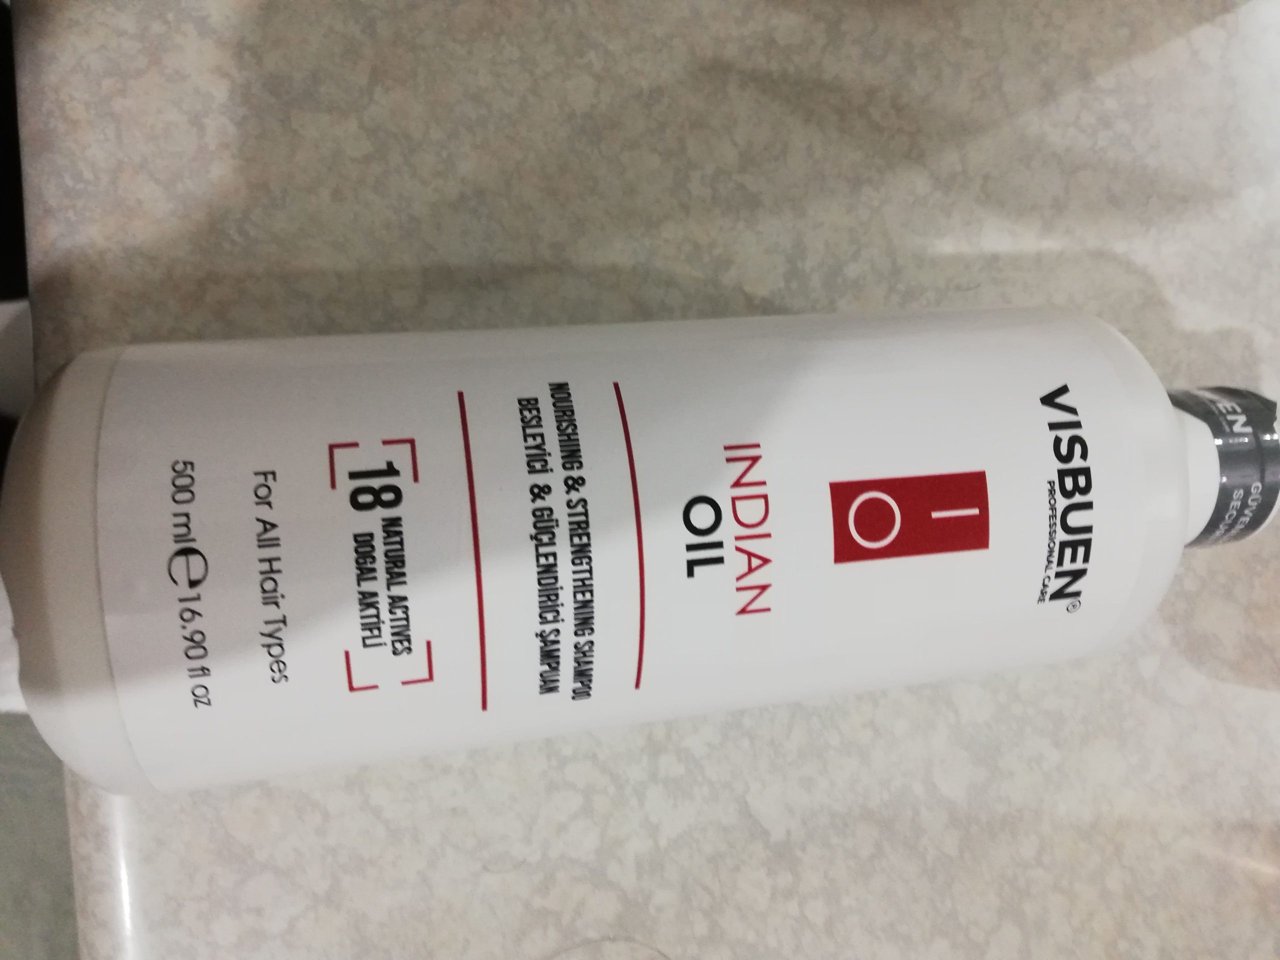 VISBUEN®
PROFESSIONAL CARE
IO
INDIAN
OIL
NOURISHING & STRENGTHENING SHAMPOO
BESLEYİCİ & GÜÇLENDİRİCİ ŞAMPUAN
18 NATURAL ACTIVES
DOĞAL AKTİFLİ
For All Hair Types
500 ml ℮ 16.90 fl oz